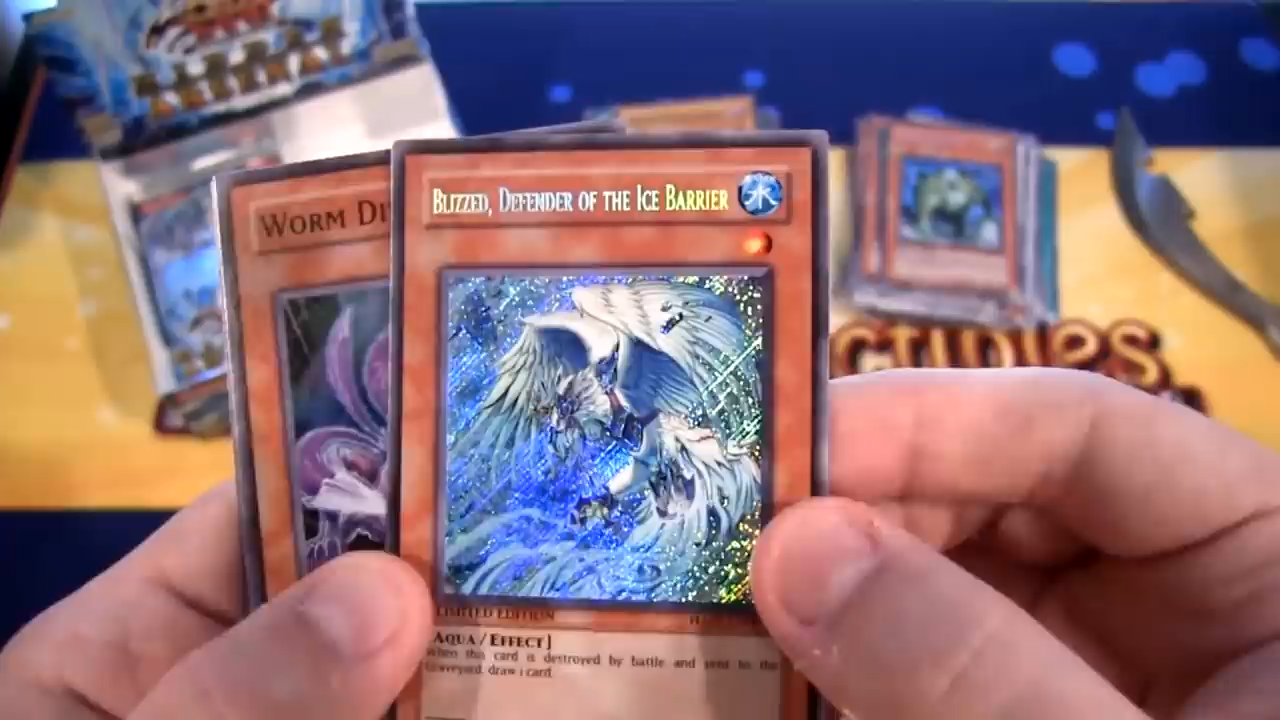 BLIZZED, DEFENDER OF THE ICE BARRIER
WORM DI
LIMITED EDITION
[AQUA / EFFECT]
When this card is destroyed by battle and sent to the
Graveyard, draw 1 card.